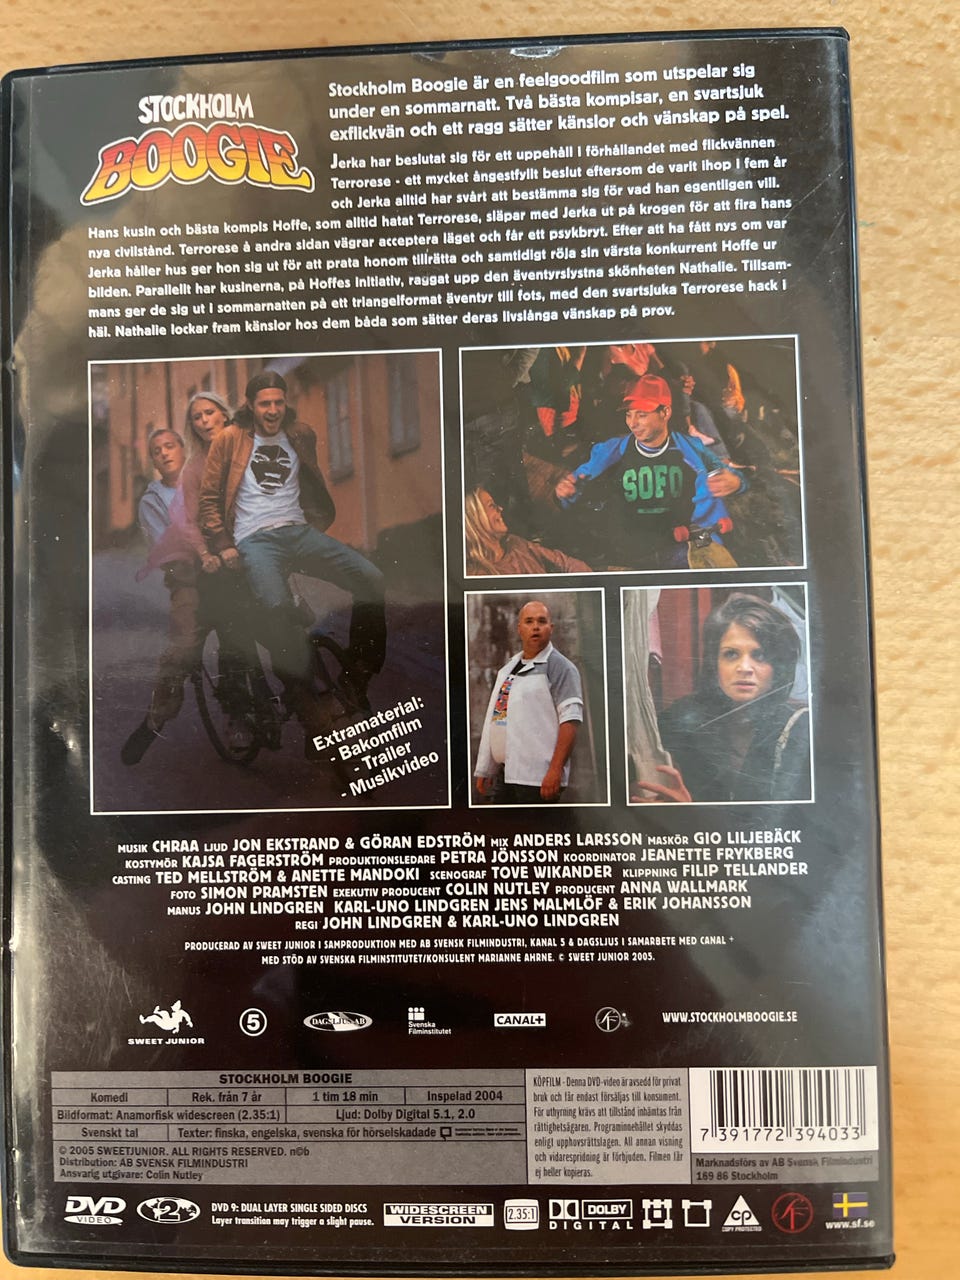 STOCKHOLM
BOOGIE
Stockholm Boogie är en feelgoodfilm som utspelar sig
under en sommarnatt. Två bästa kompisar, en svartsjuk
exflickvän och ett ragg sätter känslor och vänskap på spel.
Jerka har beslutat sig för ett uppehåll i förhållandet med flickvännen
Terrorese - ett mycket ångestfyllt beslut eftersom de varit ihop i fem år
och Jerka alltid har svårt att bestämma sig för vad han egentligen vill.
Hans kusin och bästa kompis Hoffe, som alltid hatat Terrorese, släpar med Jerka ut på krogen för att fira hans
nya civilstånd. Terrorese å andra sidan vägrar acceptera läget och får ett psykbryt. Efter att ha fått nys om var
Jerka håller hus ger hon sig ut för att prata honom tillrätta och samtidigt röja sin värsta konkurrent Hoffe ur
bilden. Parallellt har kusinerna, på Hoffes initiativ, raggat upp den äventyrslystna skönheten Nathalie. Tillsam-
mans ger de sig ut i sommarnatten på ett triangelformat äventyr till fots, med den svartsjuka Terrorese hack i
häl. Nathalie lockar fram känslor hos dem båda som sätter deras livslånga vänskap på prov.
SOFO
Extramaterial:
- Bakomfilm
- Trailer
- Musikvideo
MUSIK CHRAA LJUD JON EKSTRAND & GÖRAN EDSTRÖM MIX ANDERS LARSSON MASKÖR GIO LILJEBÄCK
KOSTYMÖR KAJSA FAGERSTRÖM PRODUKTIONSLEDARE PETRA JÖNSSON KOORDINATOR JEANETTE FRYKBERG
CASTING TED MELLSTRÖM & ANETTE MANDOKI SCENOGRAF TOVE WIKANDER KLIPPNING FILIP TELLANDER
FOTO SIMON PRAMSTEN EXEKUTIV PRODUCENT COLIN NUTLEY PRODUCENT ANNA WALLMARK
MANUS JOHN LINDGREN KARL-UNO LINDGREN JENS MALMLÖF & ERIK JOHANSSON
REGI JOHN LINDGREN & KARL-UNO LINDGREN
PRODUCERAD AV SWEET JUNIOR I SAMPRODUKTION MED AB SVENSK FILMINDUSTRI, KANAL 5 & DAGSLJUS I SAMARBETE MED CANAL +
MED STÖD AV SVENSKA FILMINSTITUTET/KONSULENT MARIANNE AHRNE. © SWEET JUNIOR 2005.
SWEET JUNIOR
5
DAGSLJUS AB
Svenska
Filminstitutet
CANAL+
SF
WWW.STOCKHOLMBOOGIE.SE
STOCKHOLM BOOGIE
Komedi
Rek. från 7 år
1 tim 18 min
Inspelad 2004
Bildformat: Anamorfisk widescreen (2.35:1)
Ljud: Dolby Digital 5.1, 2.0
Svenskt tal
Texter: finska, engelska, svenska för hörselskadade
© 2005 SWEETJUNIOR. ALL RIGHTS RESERVED. n©b
Distribution: AB SVENSK FILMINDUSTRI
Ansvarig utgivare: Colin Nutley
KÖPFILM - Denna DVD-video är avsedd för privat
bruk och får endast försäljas till konsument.
För uthyrning krävs att tillstånd inhämtas från
rättighetsägaren. Programinnehållet skyddas
enligt upphovsrättslagen. All annan visning
och vidarespridning är förbjuden. Filmen får
ej heller kopieras.
7 391772 394033
Marknadsförs av AB Svensk Filmindustri
169 86 Stockholm
DVD
VIDEO
2
DVD 9: DUAL LAYER SINGLE SIDED DISCS
Layer transition may trigger a slight pause.
WIDESCREEN
VERSION
2.35:1
DOLBY
DIGITAL
CP
COPY PROTECTED
SF
www.sf.se